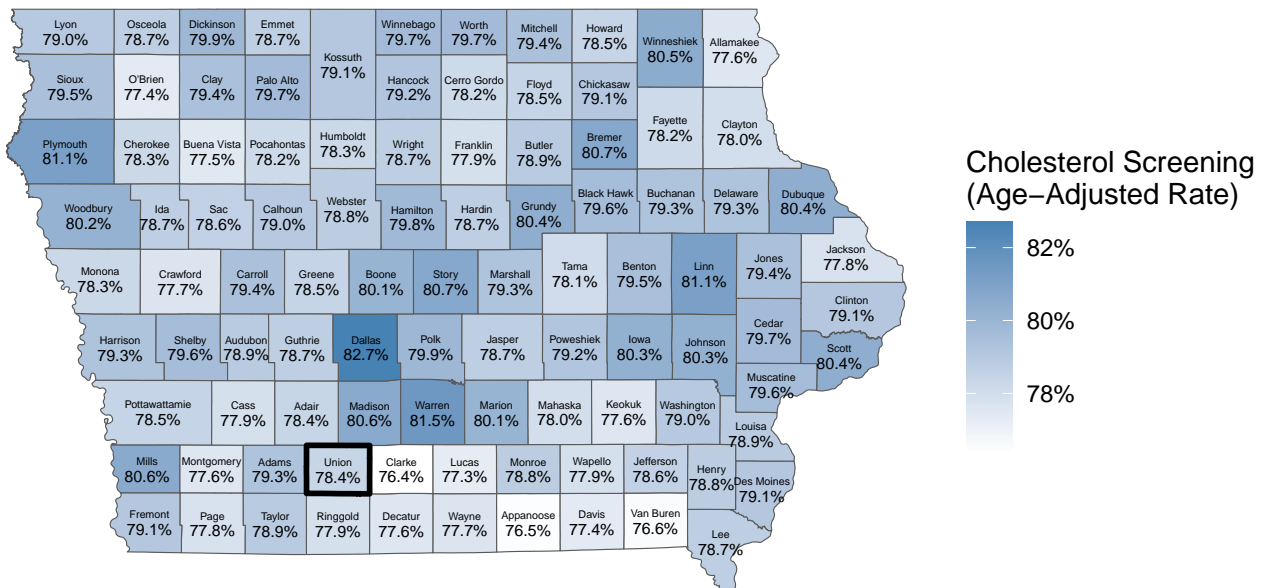 Lyon
79.0%
Osceola
78.7%
Dickinson
79.9%
Emmet
78.7%
Kossuth
79.1%
Winnebago
79.7%
Worth
79.7%
Mitchell
79.4%
Howard
78.5%
Winneshiek
80.5%
Allamakee
77.6%
Sioux
79.5%
O'Brien
77.4%
Clay
79.4%
Palo Alto
79.7%
Hancock
79.2%
Cerro Gordo
78.2%
Floyd
78.5%
Chickasaw
79.1%
Fayette
78.2%
Clayton
78.0%
Plymouth
81.1%
Cherokee
78.3%
Buena Vista
77.5%
Pocahontas
78.2%
Humboldt
78.3%
Wright
78.7%
Franklin
77.9%
Butler
78.9%
Bremer
80.7%
Woodbury
80.2%
Ida
78.7%
Sac
78.6%
Calhoun
79.0%
Webster
78.8%
Hamilton
79.8%
Hardin
78.7%
Grundy
80.4%
Black Hawk
79.6%
Buchanan
79.3%
Delaware
79.3%
Dubuque
80.4%
Monona
78.3%
Crawford
77.7%
Carroll
79.4%
Greene
78.5%
Boone
80.1%
Story
80.7%
Marshall
79.3%
Tama
78.1%
Benton
79.5%
Linn
81.1%
Jones
79.4%
Jackson
77.8%
Clinton
79.1%
Harrison
79.3%
Shelby
79.6%
Audubon
78.9%
Guthrie
78.7%
Dallas
82.7%
Polk
79.9%
Jasper
78.7%
Poweshiek
79.2%
Iowa
80.3%
Johnson
80.3%
Cedar
79.7%
Scott
80.4%
Muscatine
79.6%
Pottawattamie
78.5%
Cass
77.9%
Adair
78.4%
Madison
80.6%
Warren
81.5%
Marion
80.1%
Mahaska
78.0%
Keokuk
77.6%
Washington
79.0%
Louisa
78.9%
Mills
80.6%
Montgomery
77.6%
Adams
79.3%
Union
78.4%
Clarke
76.4%
Lucas
77.3%
Monroe
78.8%
Wapello
77.9%
Jefferson
78.6%
Henry
78.8%
Des Moines
79.1%
Fremont
79.1%
Page
77.8%
Taylor
78.9%
Ringgold
77.9%
Decatur
77.6%
Wayne
77.7%
Appanoose
76.5%
Davis
77.4%
Van Buren
76.6%
Lee
78.7%
Cholesterol Screening
(Age−Adjusted Rate)
82%
80%
78%